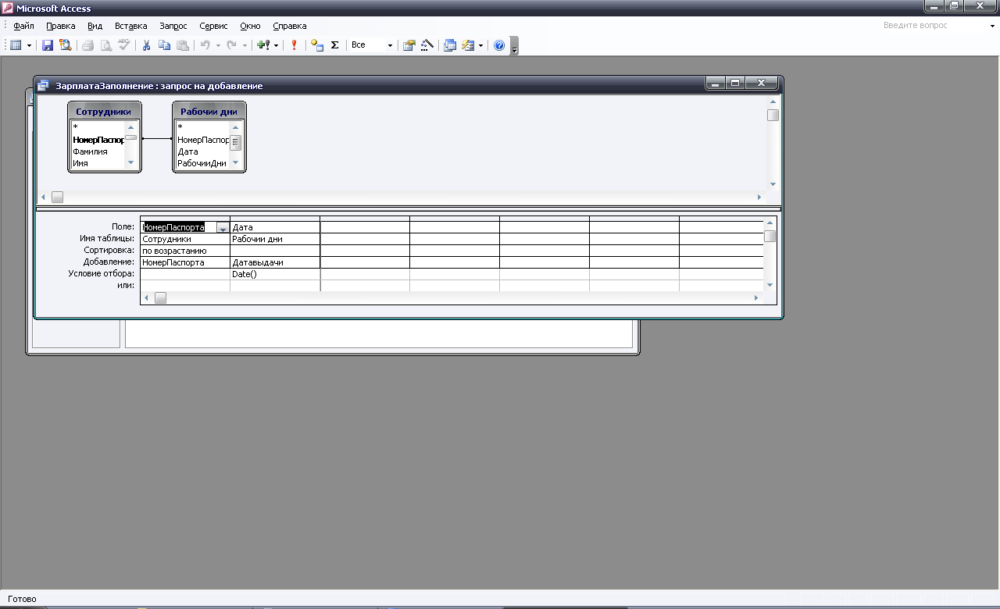 Microsoft Access
Файл Правка Вид Вставка Запрос Сервис Окно Справка Введите вопрос
ABC Σ Все
ЗарплатаЗаполнение : запрос на добавление
Сотрудники Рабочии дни
* *
НомерПаспор НомерПаспор
Фамилия Дата
Имя РабочииДни
Поле: НомерПаспорта Дата
Имя таблицы: Сотрудники Рабочии дни
Сортировка: по возрастанию
Добавление: НомерПаспорта Датавыдачи
Условие отбора: Date()
или:
Готово